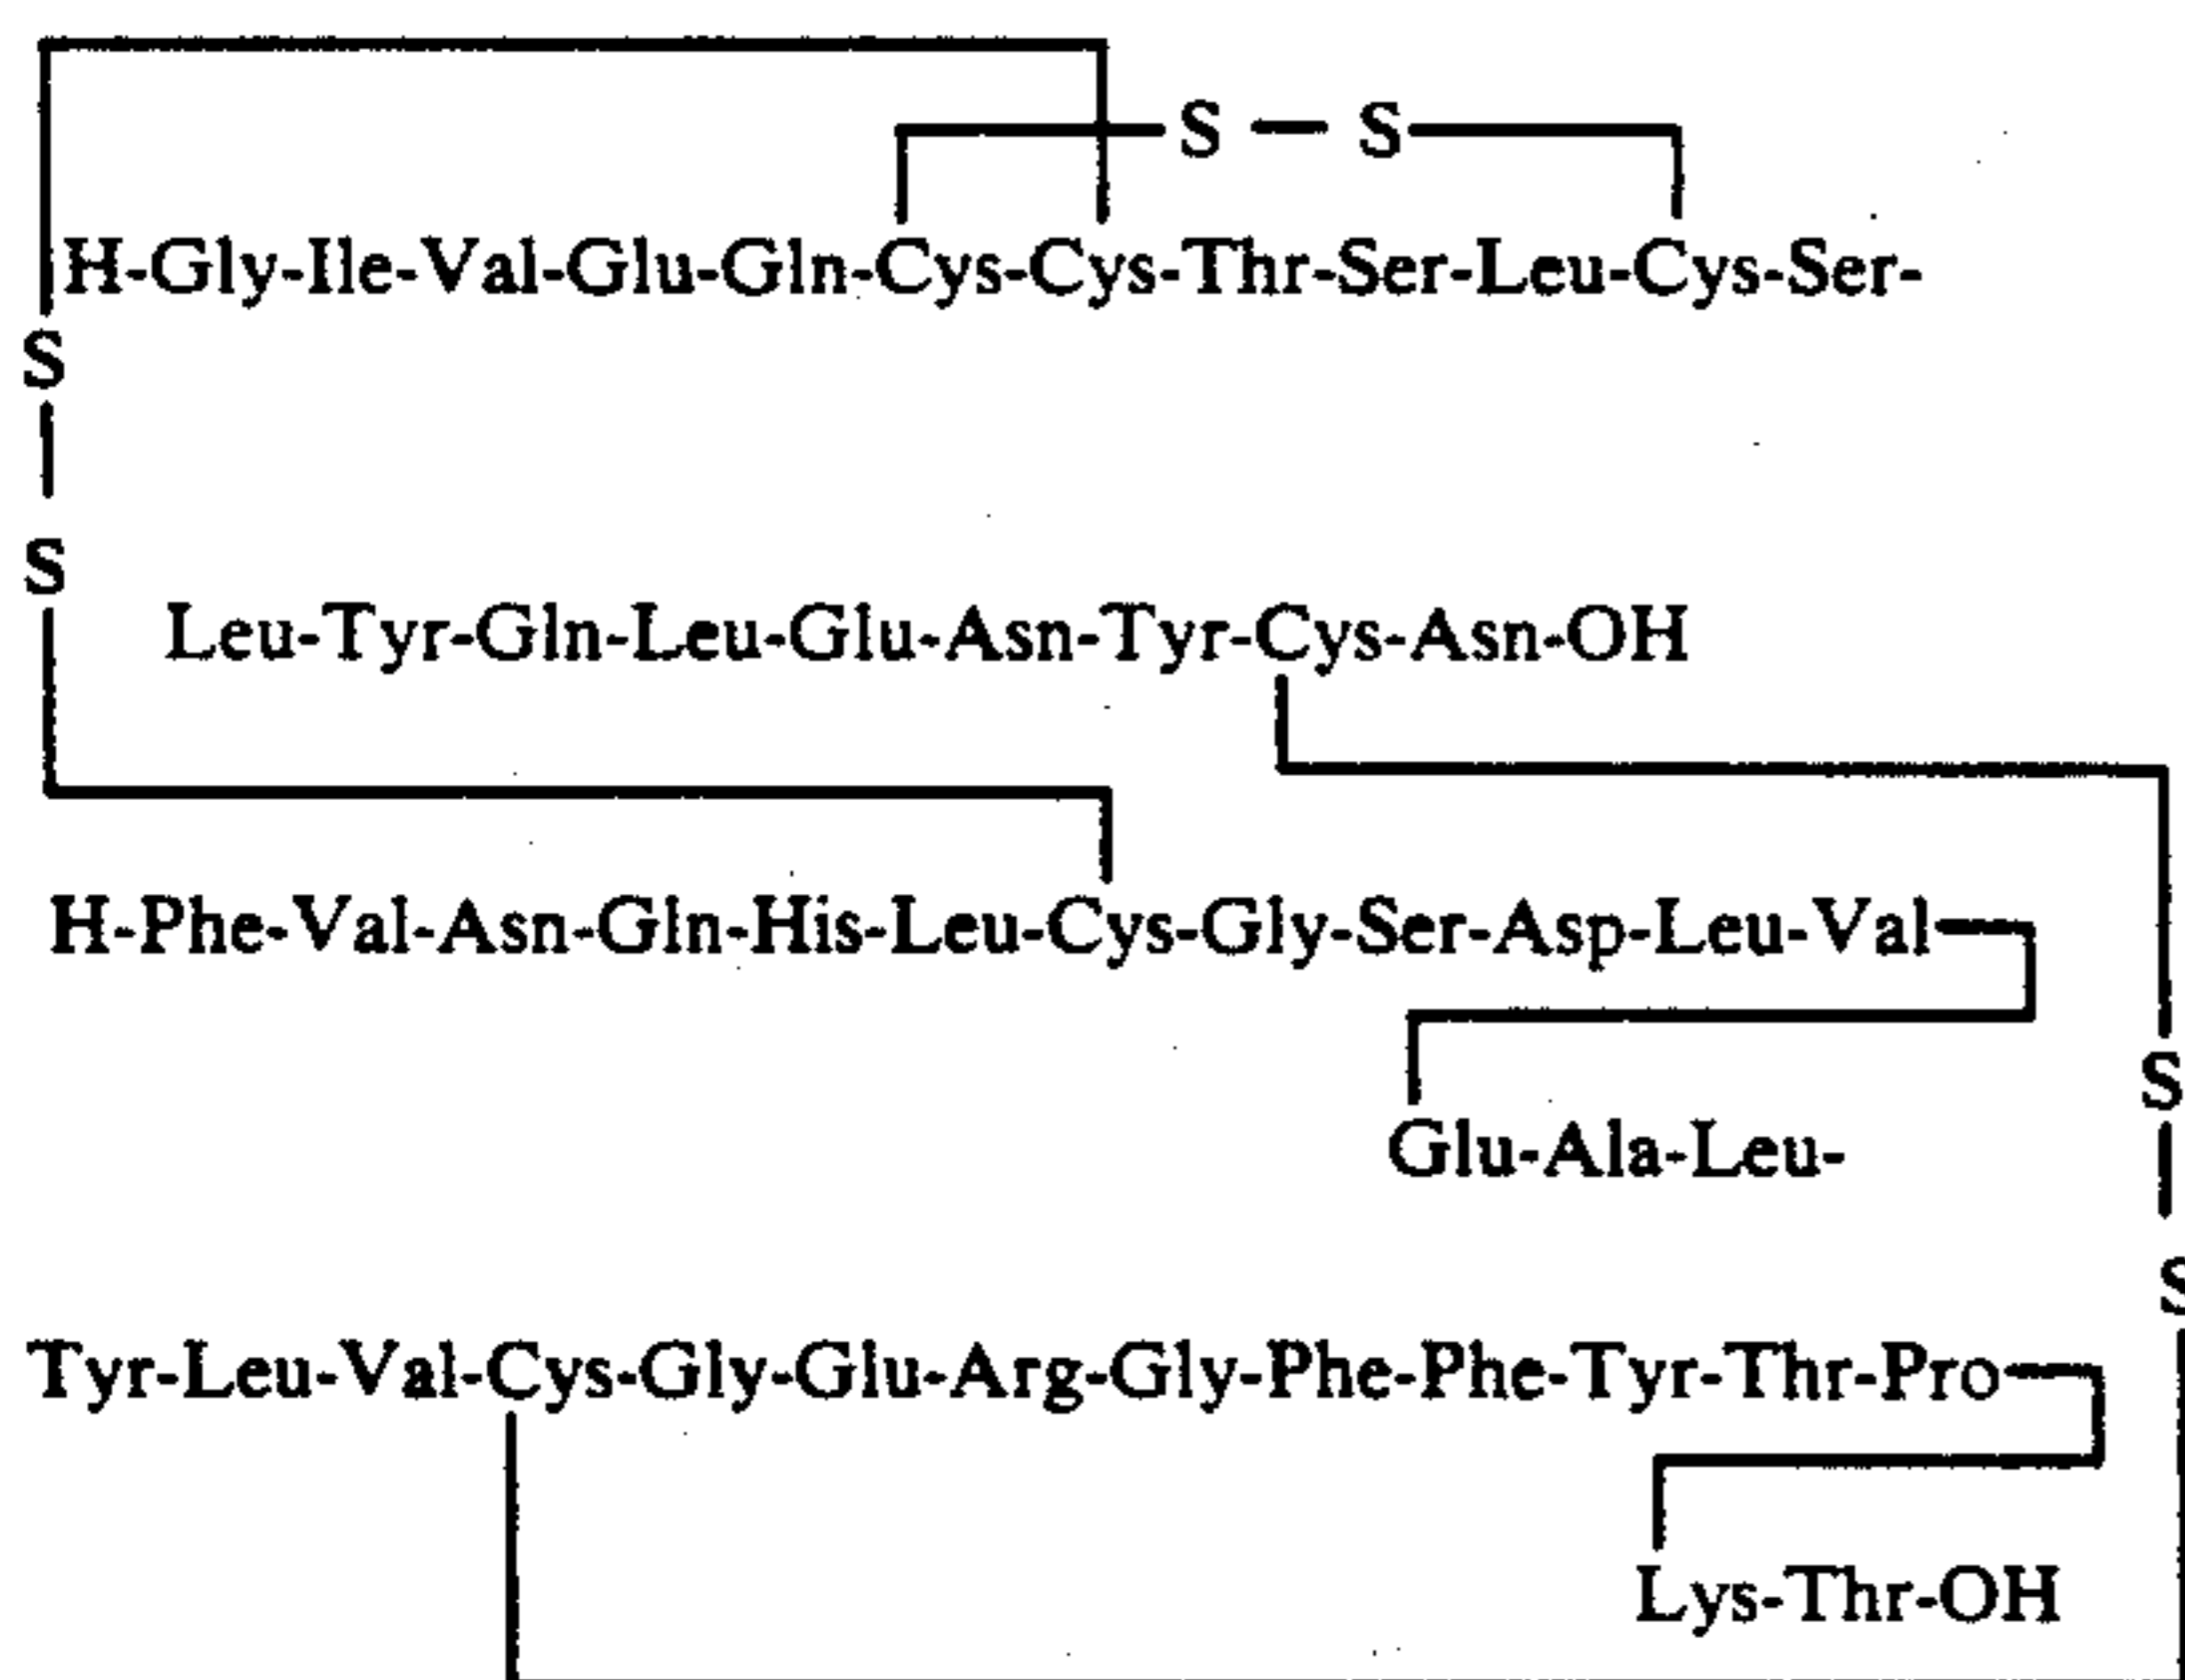 S — S
H-Gly-Ile-Val-Glu-Gln-Cys-Cys-Thr-Ser-Leu-Cys-Ser-
S
S
Leu-Tyr-Gln-Leu-Glu-Asn-Tyr-Cys-Asn-OH
H-Phe-Val-Asn-Gln-His-Leu-Cys-Gly-Ser-Asp-Leu-Val
S
Glu-Ala-Leu-
S
Tyr-Leu-Val-Cys-Gly-Glu-Arg-Gly-Phe-Phe-Tyr-Thr-Pro
Lys-Thr-OH